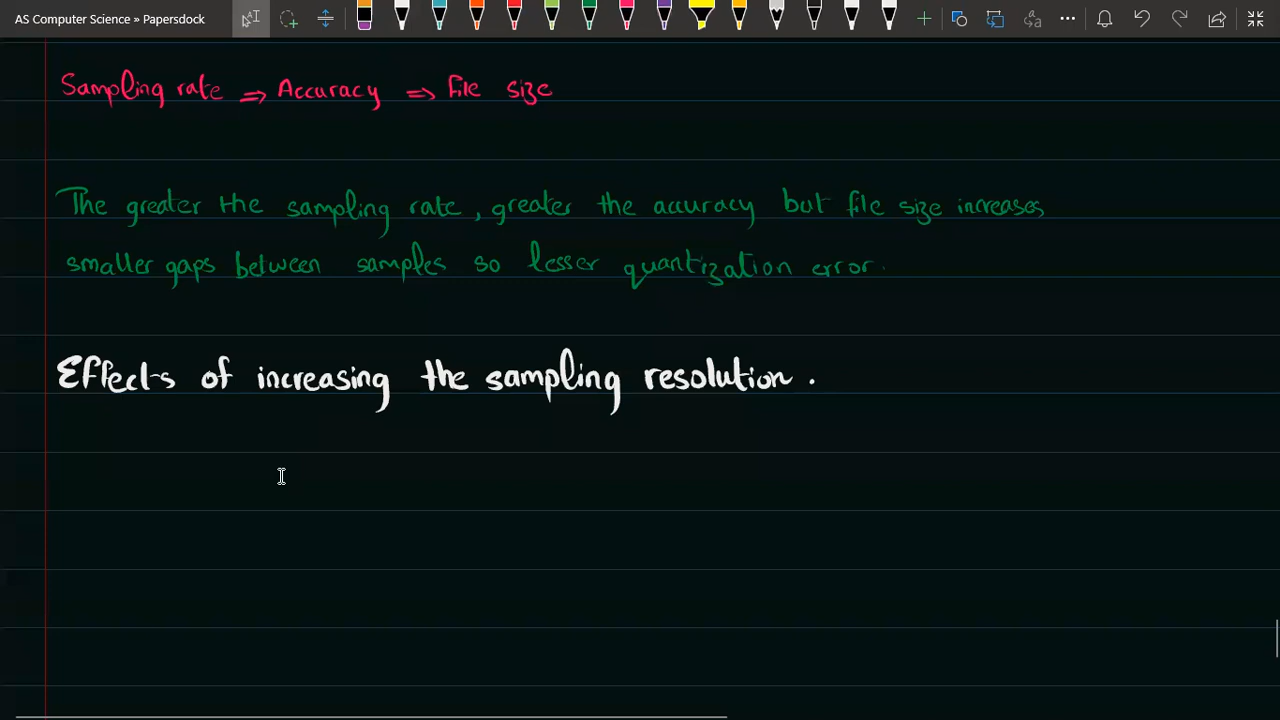 AS Computer Science » Papersdock
Sampling rate ⇒ Accuracy ⇒ File size
The greater the sampling rate, greater the accuracy but file size increases
smaller gaps between samples so lesser quantization error.
Effects of increasing the sampling resolution.